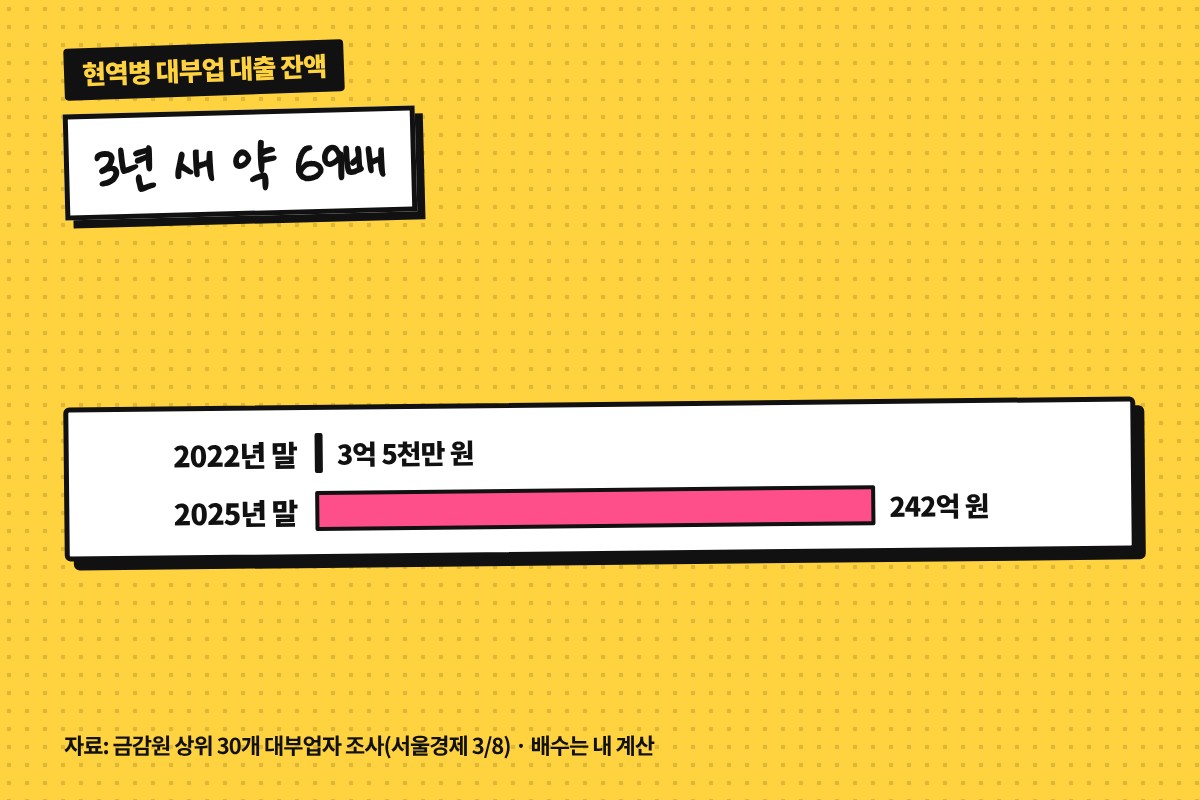 현역병 대부업 대출 잔액
3년 새 약 69배
2022년 말 3억 5천만 원
2025년 말 242억 원
자료: 금감원 상위 30개 대부업자 조사(서울경제 3/8) · 배수는 내 계산